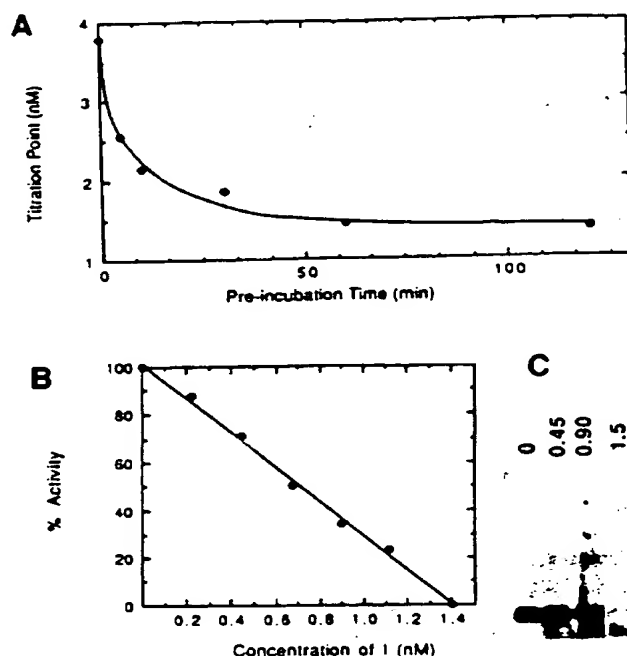 A
Titration Point (nM)
4
3
2
1
0
50
100
Pre-incubation Time (min)
B
% Activity
100
80
60
40
20
0
0.2 0.4 0.6 0.8 1.0 1.2 1.4
Concentration of I (nM)
C
0
0.45
0.90
1.5